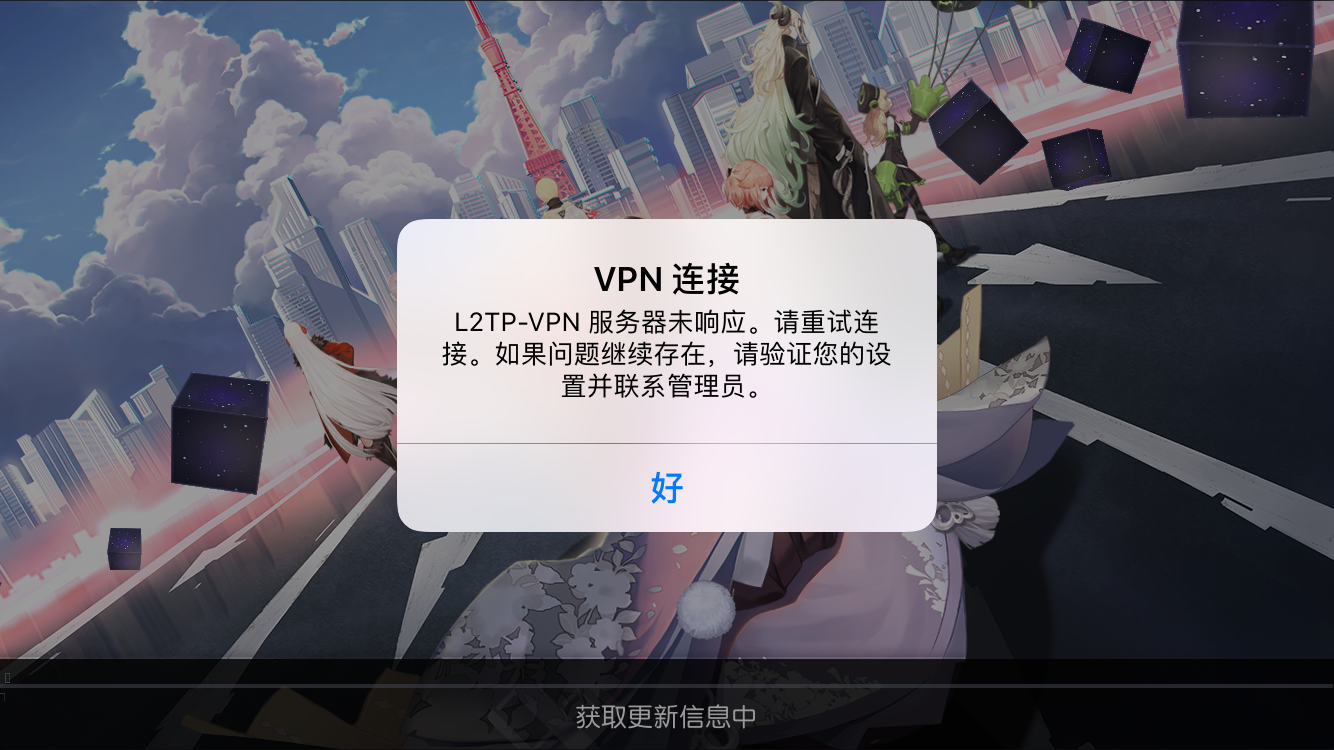 VPN 连接
L2TP-VPN 服务器未响应。请重试连
接。如果问题继续存在，请验证您的设
置并联系管理员。
好
获取更新信息中